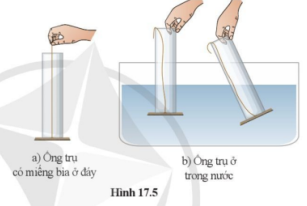 a) Ống trụ
có miếng bìa ở đáy
b) Ống trụ ở
trong nước
Hình 17.5